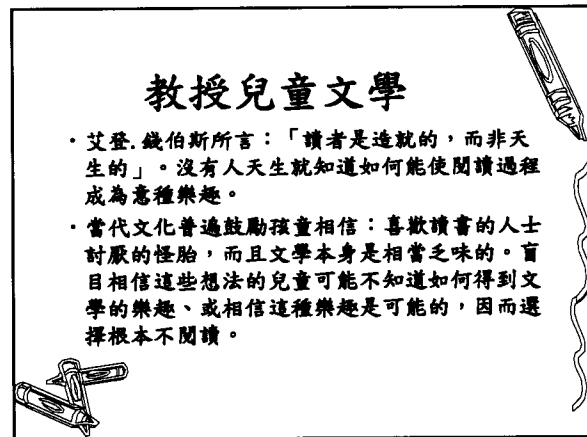 教授兒童文學
・艾登.錢伯斯所言：「讀者是造就的，而非天
生的」。沒有人天生就知道如何能使閱讀過程
成為意種樂趣。
・當代文化普遍鼓勵孩童相信：喜歡讀書的人士
討厭的怪胎，而且文學本身是相當乏味的。盲
目相信這些想法的兒童可能不知道如何得到文
學的樂趣、或相信這種樂趣是可能的，因而選
擇根本不閱讀。